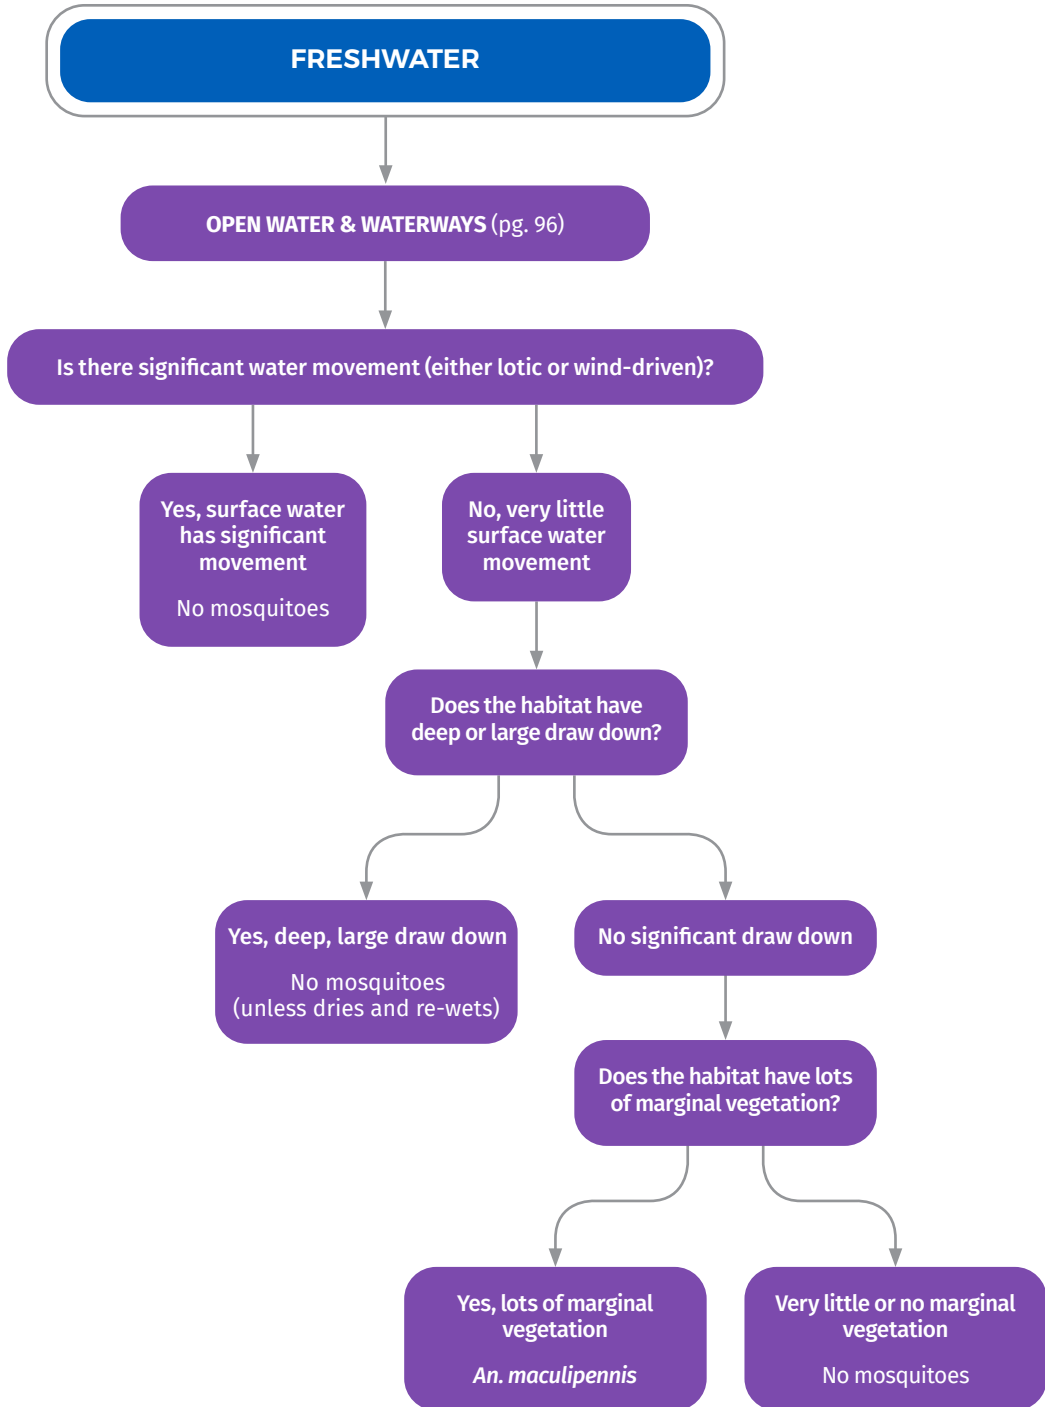 FRESHWATER
OPEN WATER & WATERWAYS (pg. 96)
Is there significant water movement (either lotic or wind-driven)?
Yes, surface water
has significant
movement
No mosquitoes
No, very little
surface water
movement
Does the habitat have
deep or large draw down?
Yes, deep, large draw down
No mosquitoes
(unless dries and re-wets)
No significant draw down
Does the habitat have lots
of marginal vegetation?
Yes, lots of marginal
vegetation
An. maculipennis
Very little or no marginal
vegetation
No mosquitoes